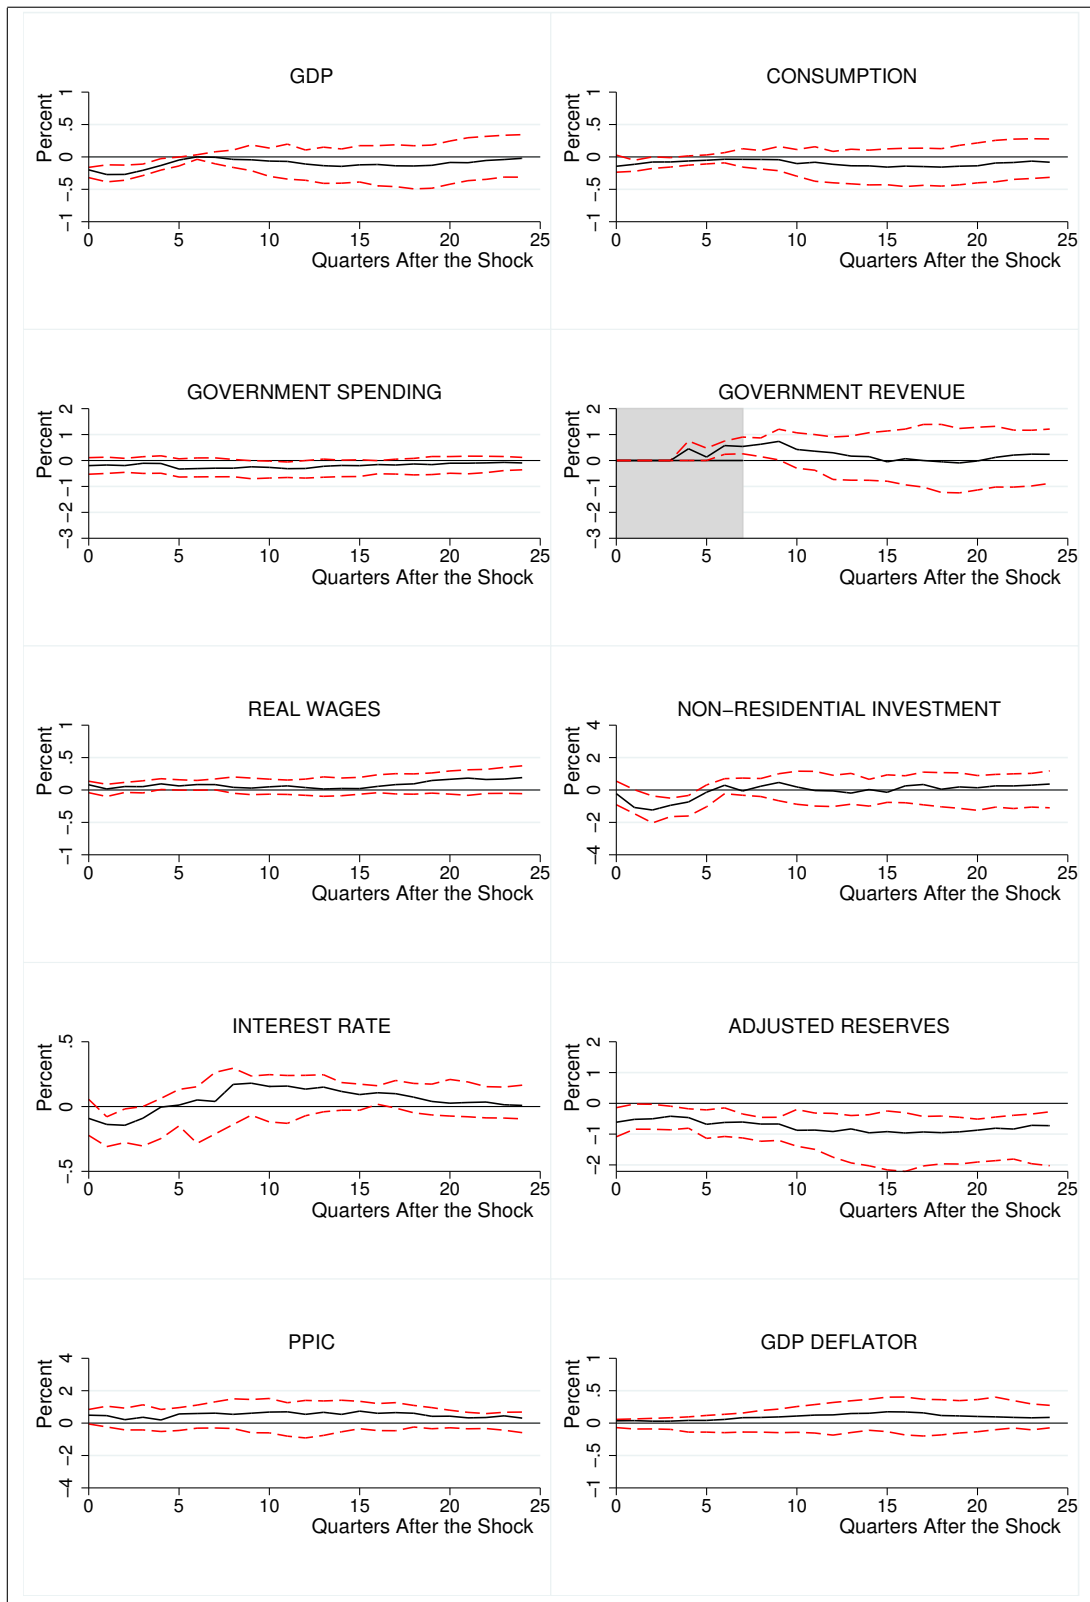 GDP
Percent
1
.5
0
−.5
−1
0 5 10 15 20 25
Quarters After the Shock
CONSUMPTION
Percent
1
.5
0
−.5
−1
0 5 10 15 20 25
Quarters After the Shock
GOVERNMENT SPENDING
Percent
2
1
0
−1
−2
−3
0 5 10 15 20 25
Quarters After the Shock
GOVERNMENT REVENUE
Percent
2
1
0
−1
−2
−3
0 5 10 15 20 25
Quarters After the Shock
REAL WAGES
Percent
1
.5
0
−.5
−1
0 5 10 15 20 25
Quarters After the Shock
NON−RESIDENTIAL INVESTMENT
Percent
4
2
0
−2
−4
0 5 10 15 20 25
Quarters After the Shock
INTEREST RATE
Percent
.5
0
−.5
0 5 10 15 20 25
Quarters After the Shock
ADJUSTED RESERVES
Percent
2
1
0
−1
−2
0 5 10 15 20 25
Quarters After the Shock
PPIC
Percent
4
2
0
−2
−4
0 5 10 15 20 25
Quarters After the Shock
GDP DEFLATOR
Percent
1
.5
0
−.5
−1
0 5 10 15 20 25
Quarters After the Shock